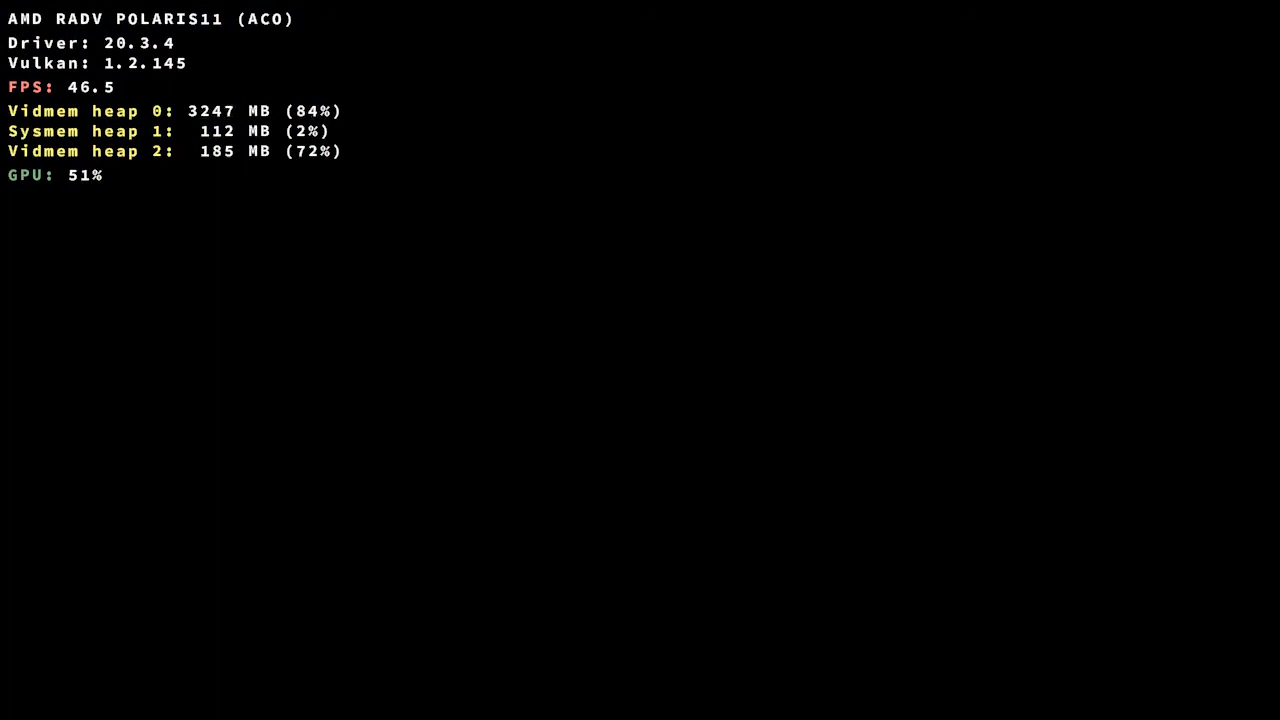 AMD RADV POLARIS11 (ACO)
Driver: 20.3.4
Vulkan: 1.2.145
FPS: 46.5
Vidmem heap 0: 3247 MB (84%)
Sysmem heap 1:  112 MB (2%)
Vidmem heap 2:  185 MB (72%)
GPU: 51%